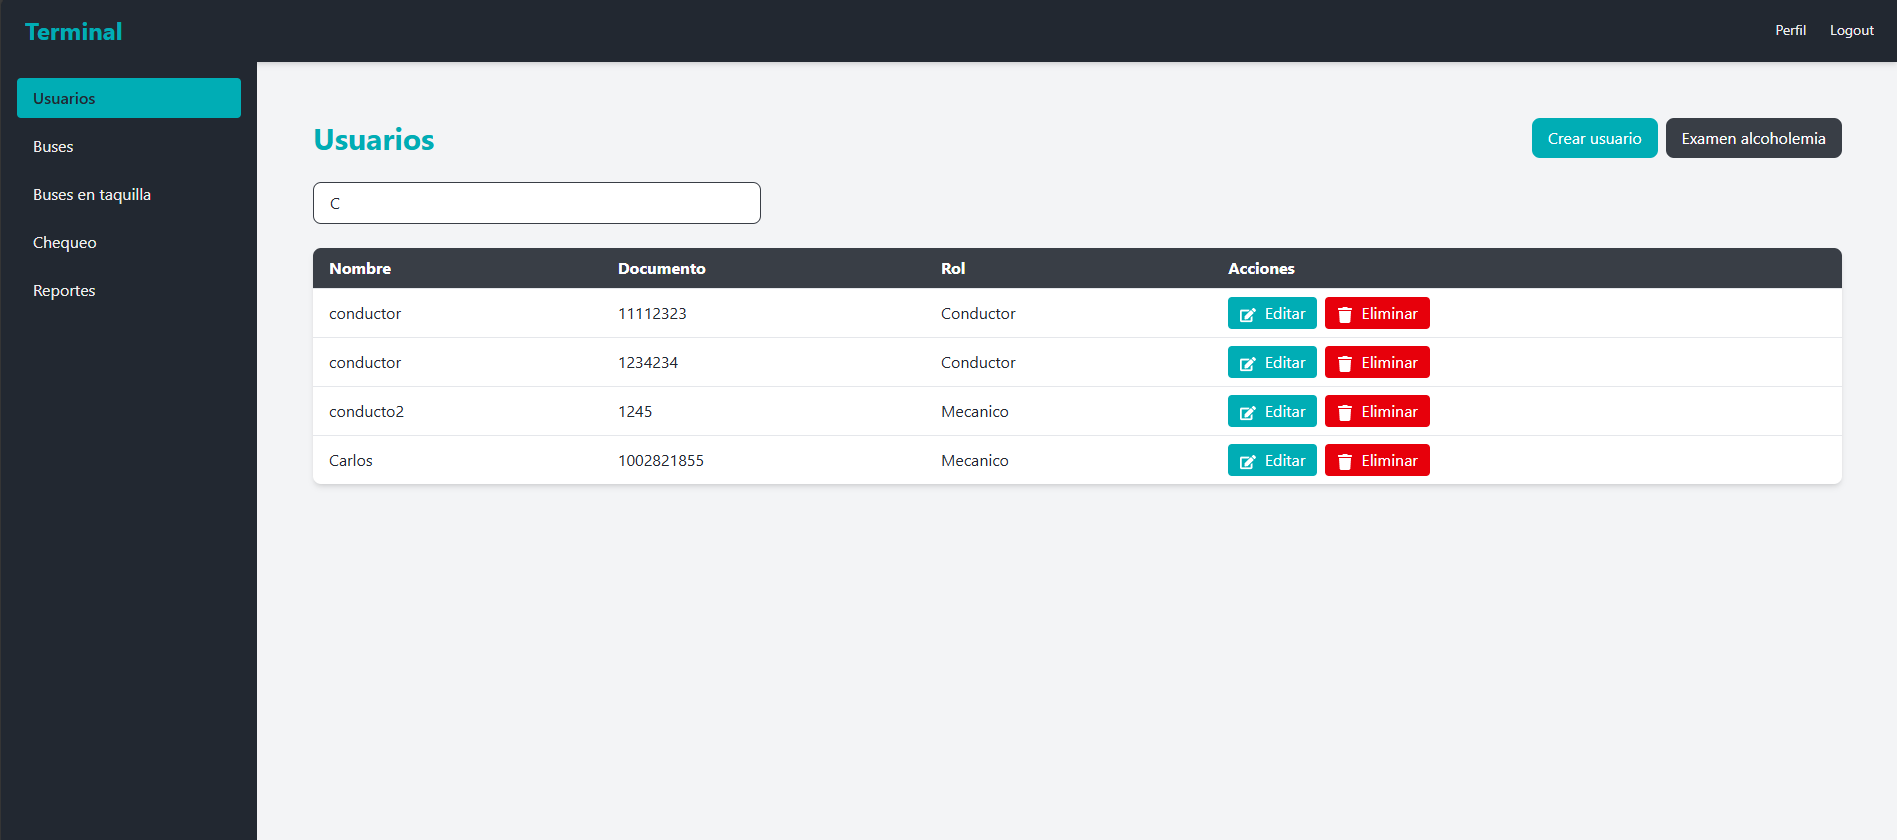 Terminal
Perfil Logout
Usuarios
Buses
Buses en taquilla
Chequeo
Reportes
Usuarios
Crear usuario Examen alcoholemia
C
Nombre Documento Rol Acciones
conductor 11112323 Conductor Editar Eliminar
conductor 1234234 Conductor Editar Eliminar
conducto2 1245 Mecanico Editar Eliminar
Carlos 1002821855 Mecanico Editar Eliminar